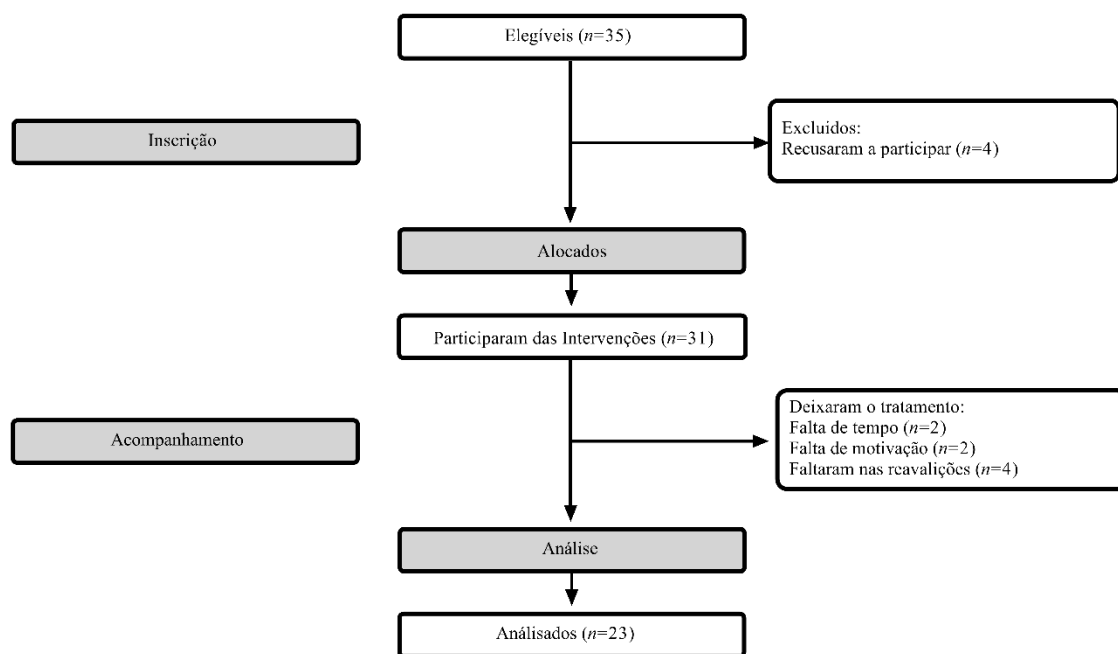 Elegíveis (n=35)
Inscrição
Excluídos:
Recusaram a participar (n=4)
Alocados
Participaram das Intervenções (n=31)
Acompanhamento
Deixaram o tratamento:
Falta de tempo (n=2)
Falta de motivação (n=2)
Faltaram nas reavalições (n=4)
Análise
Análisados (n=23)